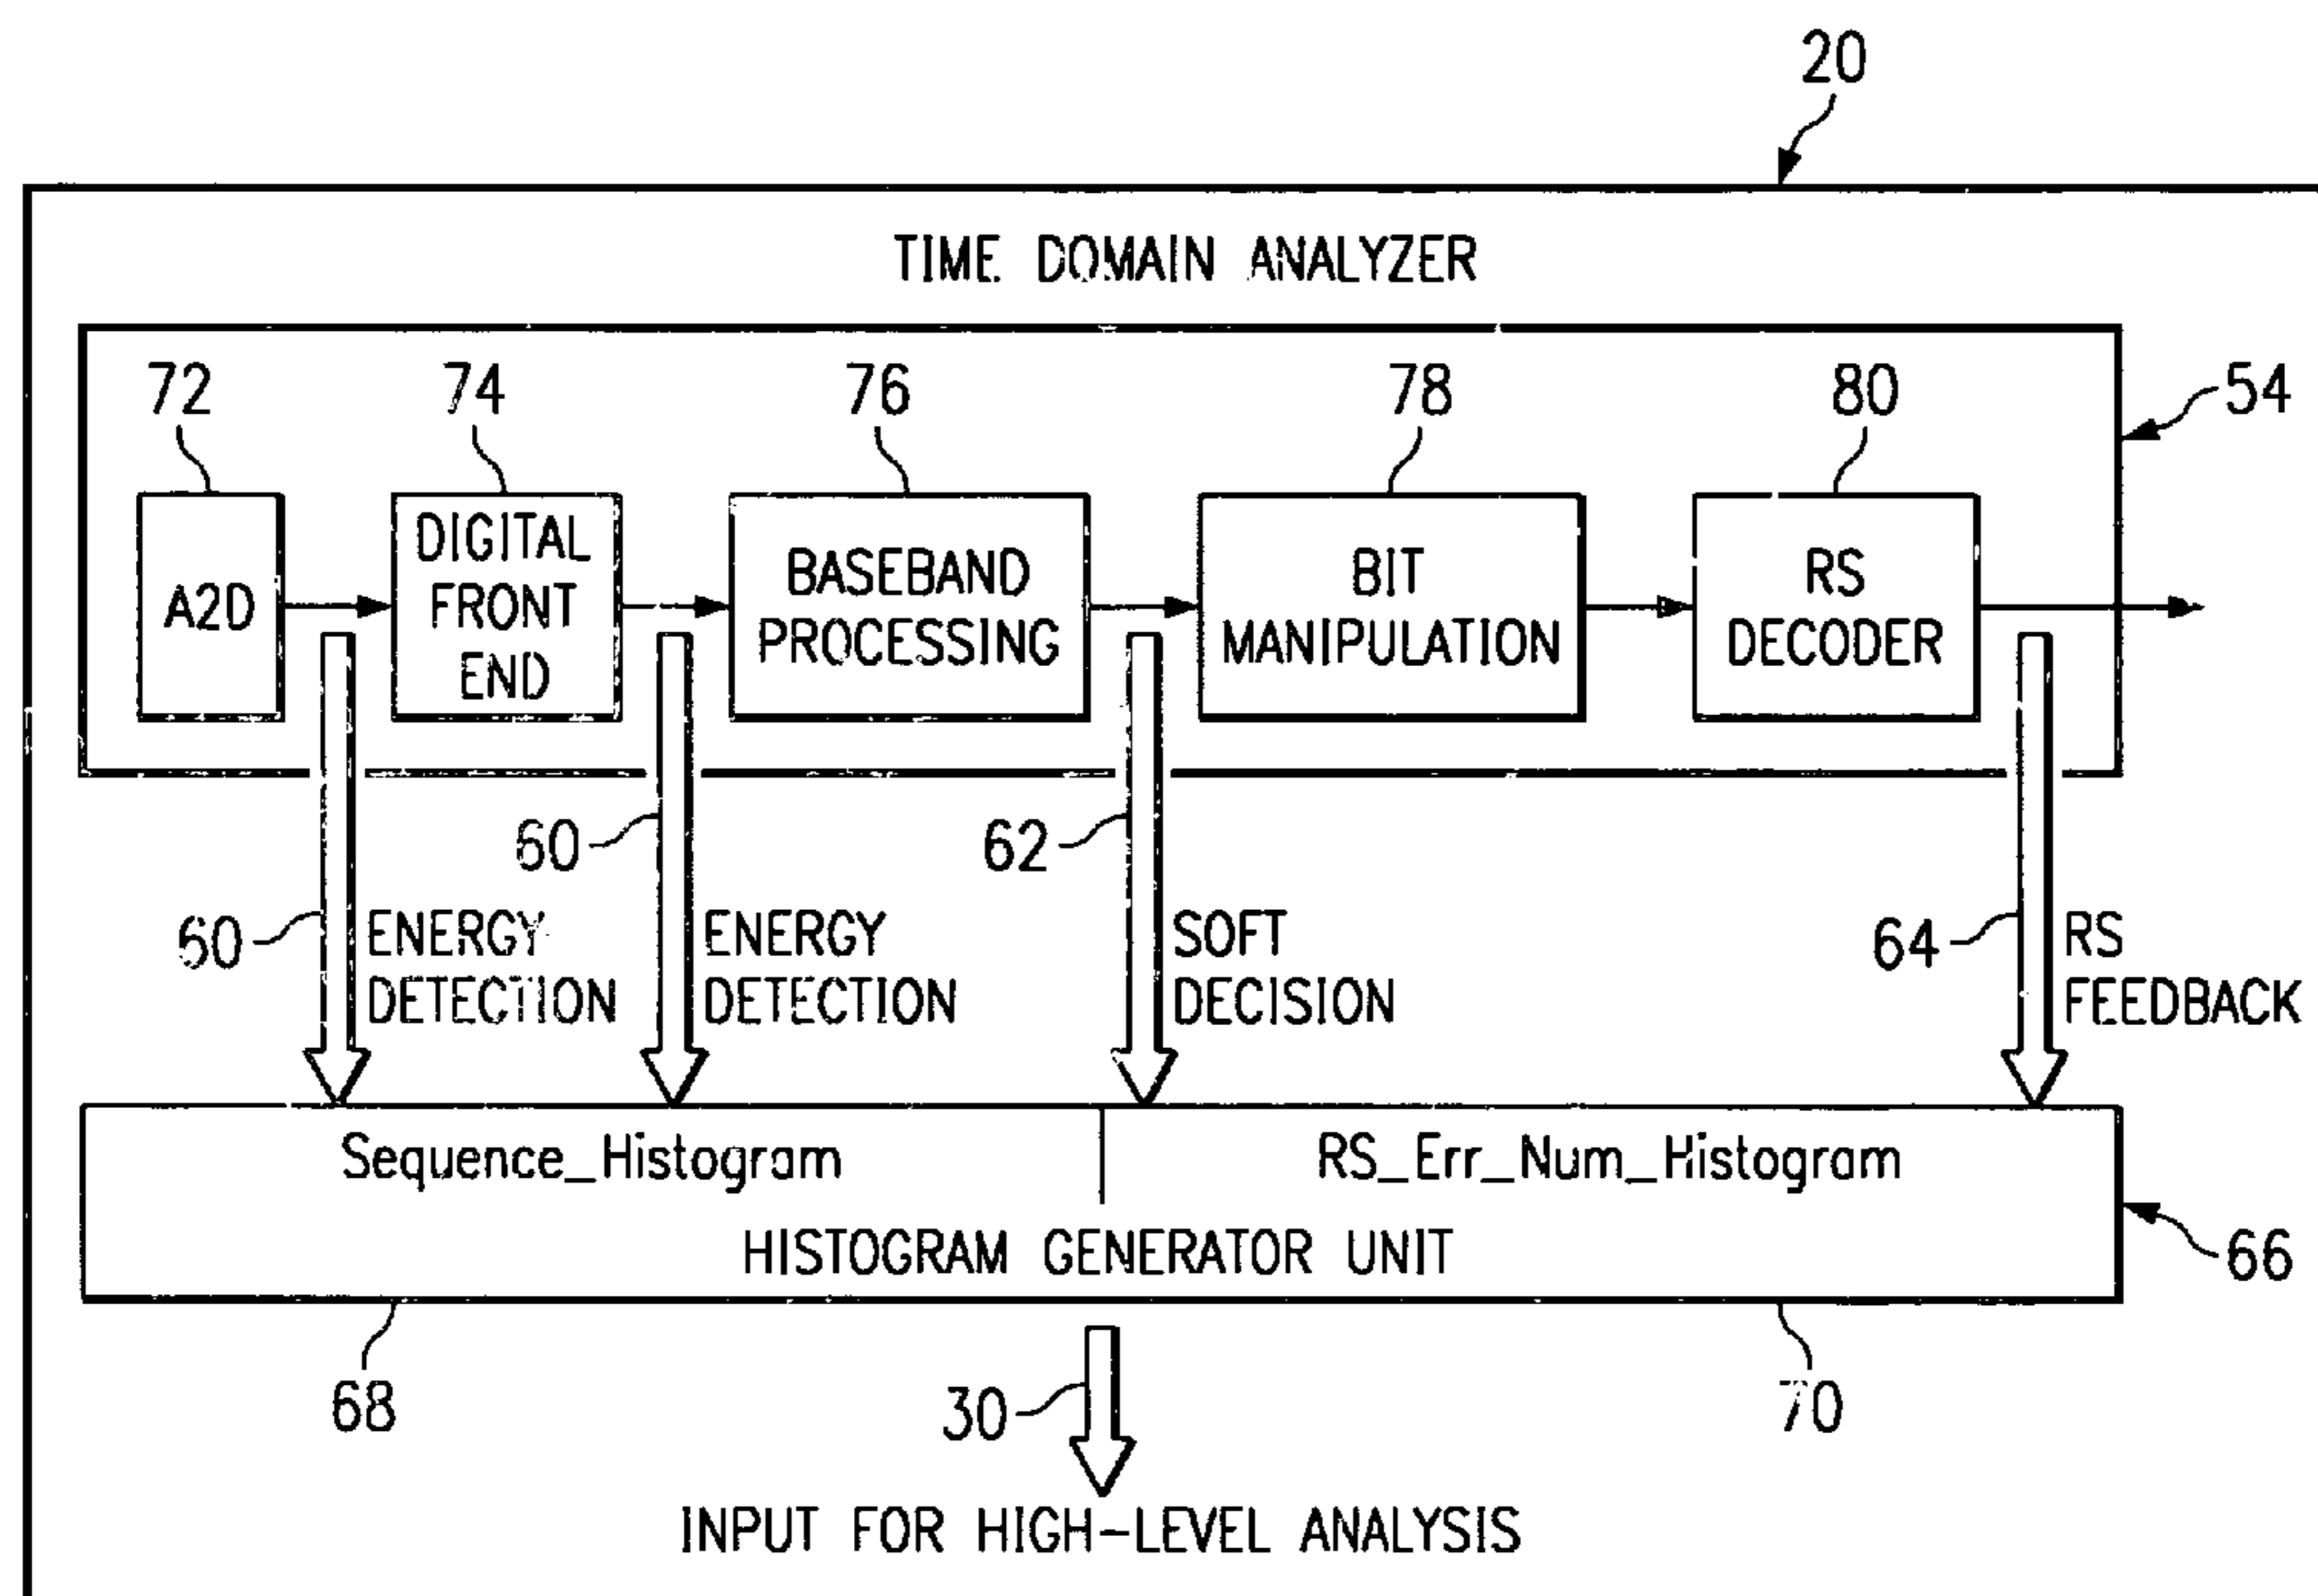 20
TIME DOMAIN ANALYZER
72
74
76
78
80
54
A2D
DIGITAL
FRONT
END
BASEBAND
PROCESSING
BIT
MANIPULATION
RS
DECODER
60
ENERGY
DETECTION
60
ENERGY
DETECTION
62
SOFT
DECISION
64
RS
FEEDBACK
Sequence_Histogram
RS_Err_Num_Histogram
HISTOGRAM GENERATOR UNIT
66
68
30
70
INPUT FOR HIGH-LEVEL ANALYSIS